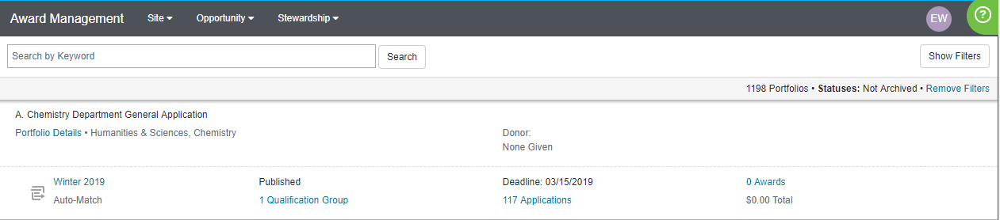 Award Management Site Opportunity Stewardship EW ?
Search by Keyword Search Show Filters
1198 Portfolios • Statuses: Not Archived • Remove Filters
A. Chemistry Department General Application
Portfolio Details • Humanities & Sciences, Chemistry Donor:
None Given
Winter 2019 Published Deadline: 03/15/2019 0 Awards
Auto-Match 1 Qualification Group 117 Applications $0.00 Total